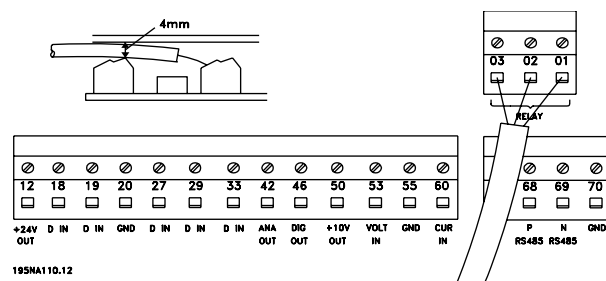 4mm
03 02 01
RELAY
12 18 19 20 27 29 33 42 46 50 53 55 60
+24V OUT D IN D IN GND D IN D IN D IN ANA OUT DIG OUT +10V OUT VOLT IN GND CUR IN
68 69 70
P RS485 N RS485 GND
195NA110.12